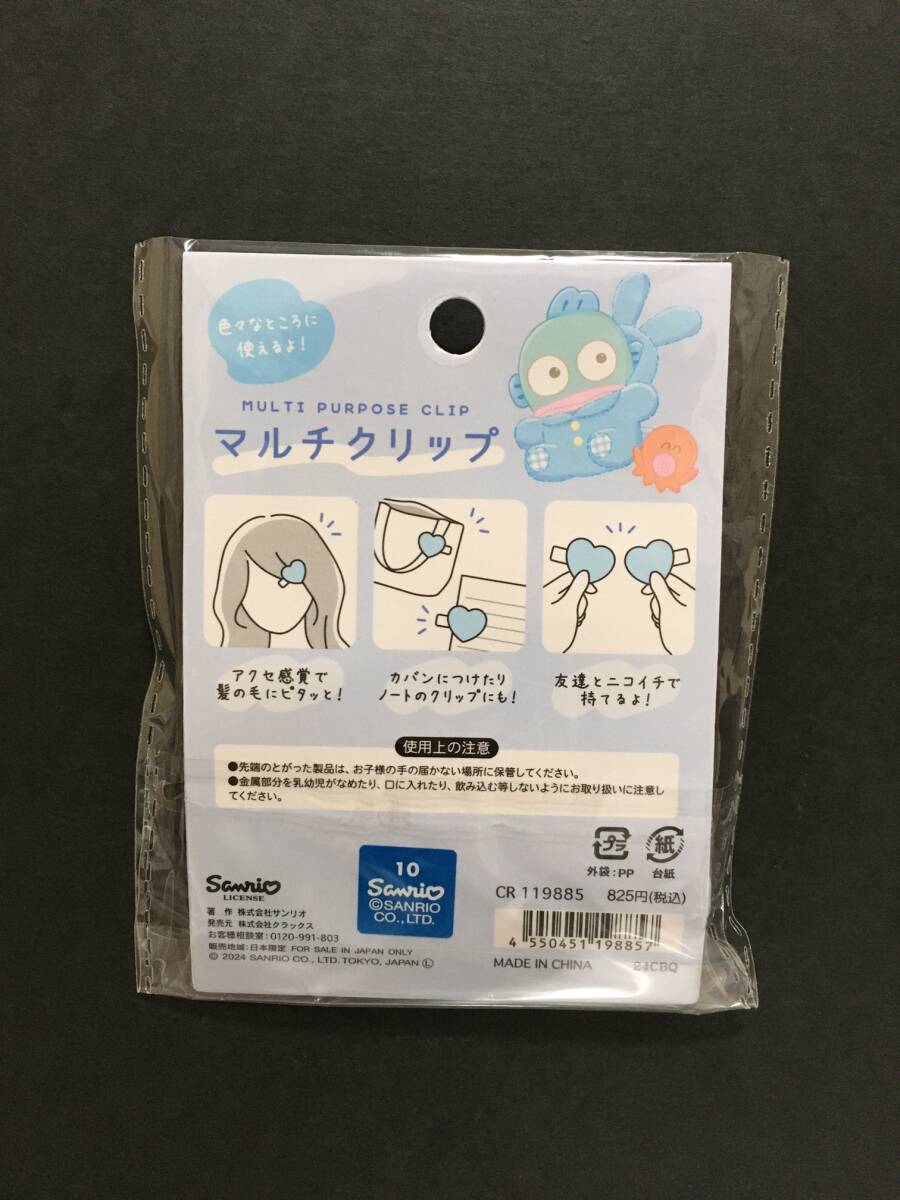 色々なところに
使えるよ!
MULTI PURPOSE CLIP
マルチクリップ
アクセ感覚で
髪の毛にピタッと!
カバンにつけたり
ノートのクリップにも!
友達とニコイチで
持てるよ!
使用上の注意
●先端のとがった製品は、お子様の手の届かない場所に保管してください。
●金属部分を乳幼児がなめたり、口に入れたり、飲み込む等しないようにお取り扱いに注意し
てください。
プラ
紙
外袋:PP 台紙
Sanrio
LICENSE
著 作 株式会社サンリオ
発売元 株式会社クラックス
お客様相談室:0120-991-803
販売地域:日本限定 FOR SALE IN JAPAN ONLY
© 2024 SANRIO CO., LTD. TOKYO, JAPAN Ⓛ
10
Sanrio
©SANRIO
CO.,LTD.
CR 119885 825円(税込)
4 550451 198857
MADE IN CHINA 24CBQ